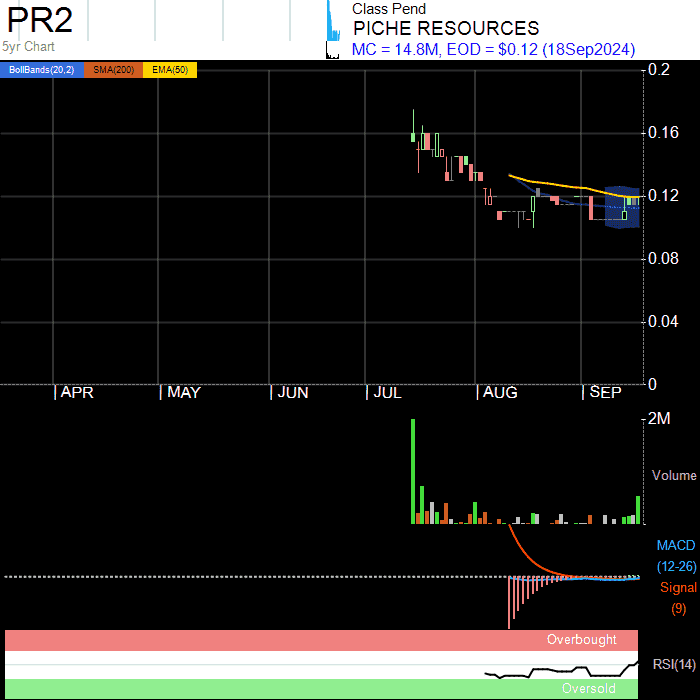 PR2
5yr Chart
Class Pend
PICHE RESOURCES
MC = 14.8M, EOD = $0.12 (18Sep2024)
BollBands(20,2) SMA(200) EMA(50)
0.2
0.16
0.12
0.08
0.04
0
APR MAY JUN JUL AUG SEP
2M
Volume
MACD
(12-26)
Signal
(9)
Overbought
RSI(14)
Oversold